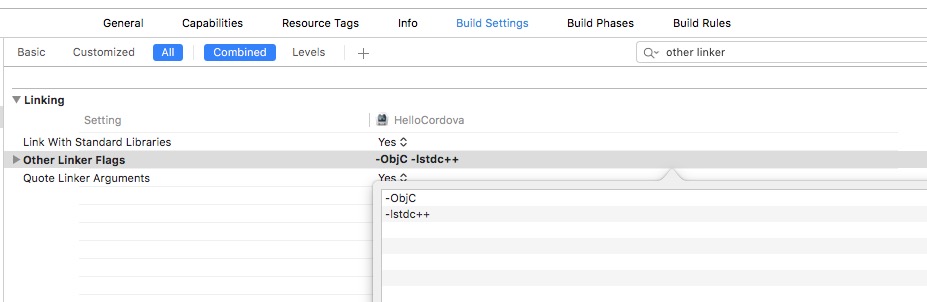 General Capabilities Resource Tags Info Build Settings Build Phases Build Rules
Basic Customized All Combined Levels + other linker
Linking
Setting HelloCordova
Link With Standard Libraries Yes
Other Linker Flags -ObjC -lstdc++
Quote Linker Arguments Yes
-ObjC
-lstdc++